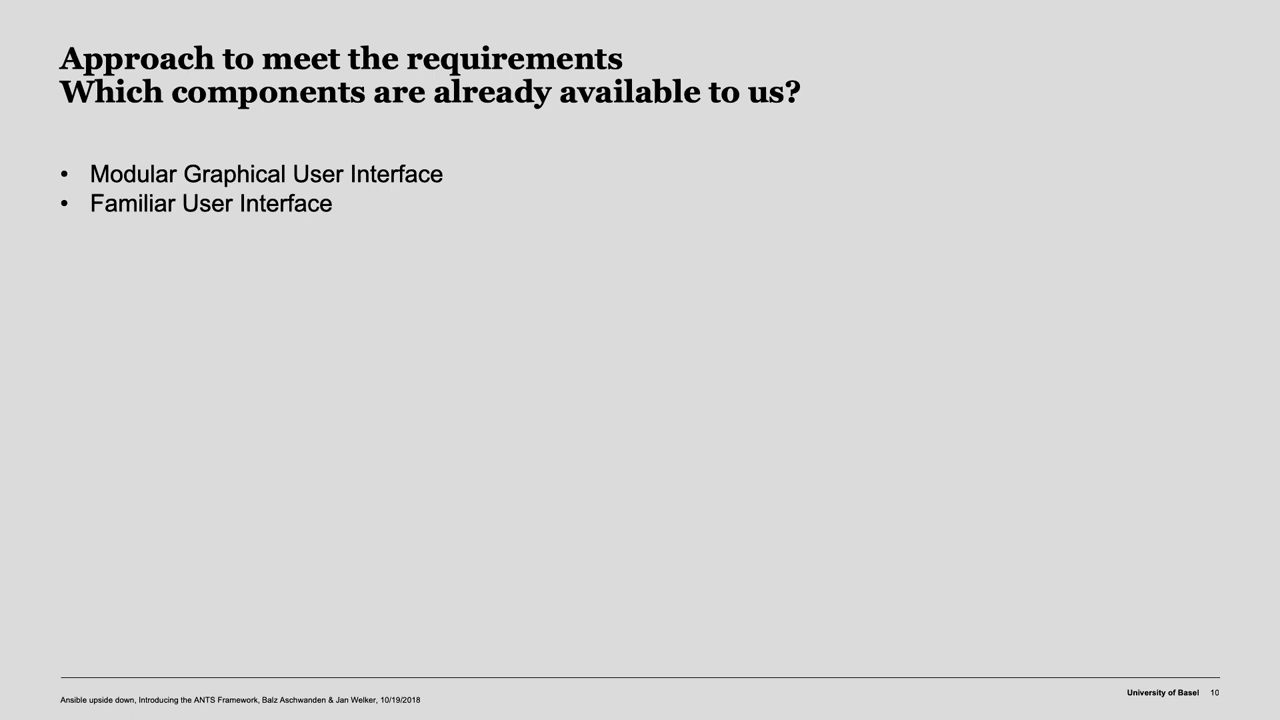 Approach to meet the requirements
Which components are already available to us?
• Modular Graphical User Interface
• Familiar User Interface
Ansible upside down, Introducing the ANTS Framework, Balz Aschwanden & Jan Welker, 10/19/2018
University of Basel 10